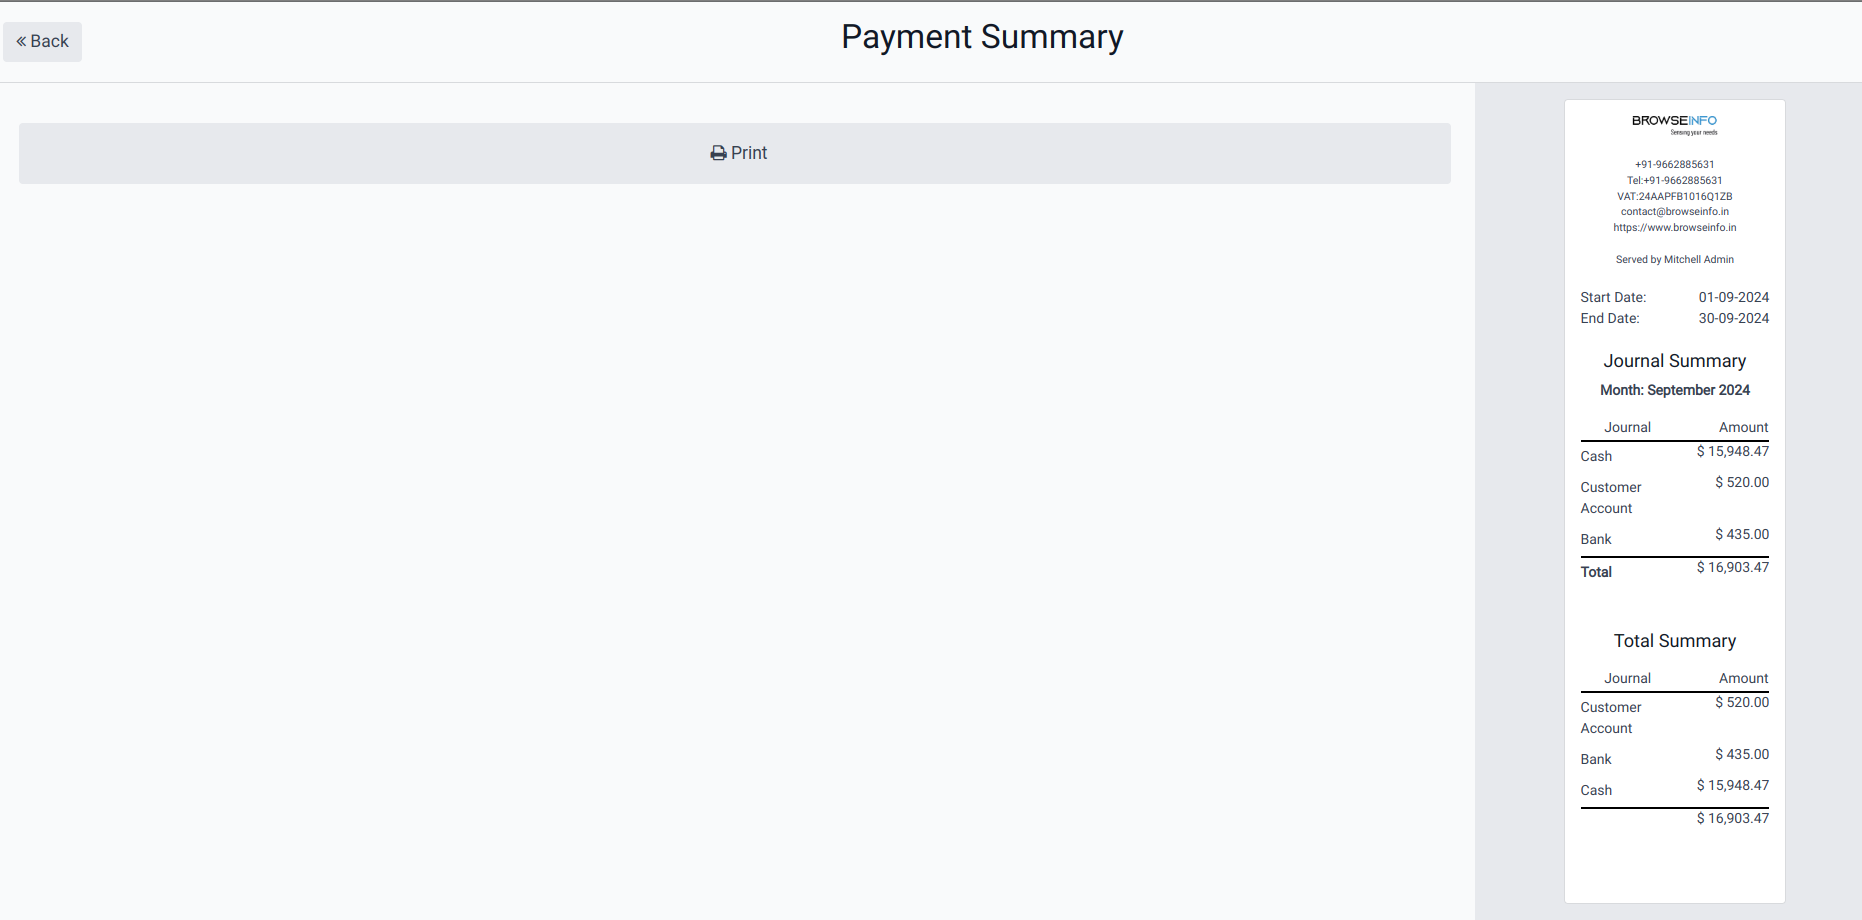 Back
Payment Summary
Print
BROWSEINFO
Sensing your needs
+91-9662885631
Tel:+91-9662885631
VAT:24AAPFB1016Q1ZB
contact@browseinfo.in
https://www.browseinfo.in
Served by Mitchell Admin
Start Date: 01-09-2024
End Date: 30-09-2024
Journal Summary
Month: September 2024
Journal Amount
Cash $ 15,948.47
Customer Account $ 520.00
Bank $ 435.00
Total $ 16,903.47
Total Summary
Journal Amount
Customer Account $ 520.00
Bank $ 435.00
Cash $ 15,948.47
$ 16,903.47